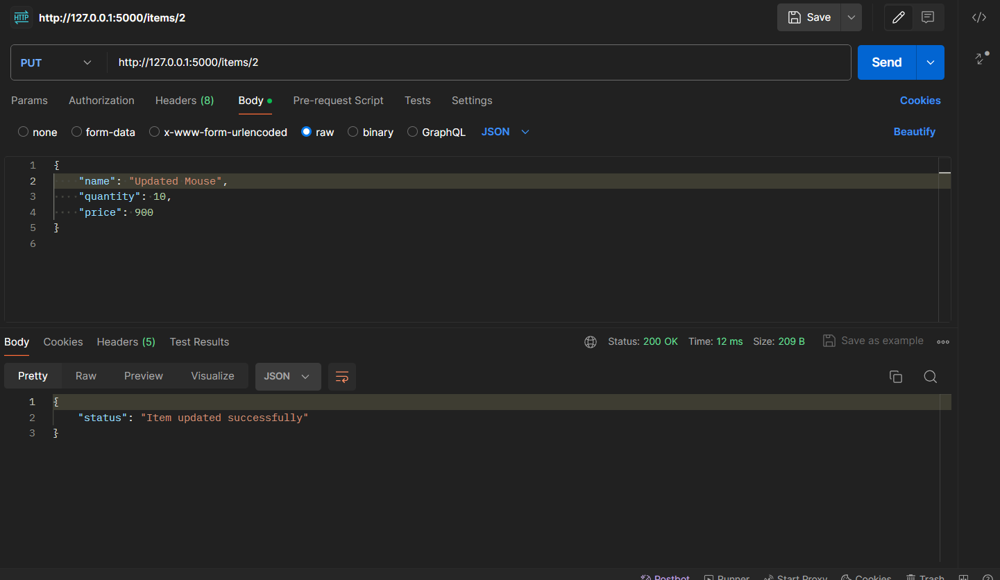 HTTP http://127.0.0.1:5000/items/2 Save
PUT http://127.0.0.1:5000/items/2 Send
Params Authorization Headers (8) Body Pre-request Script Tests Settings Cookies
none form-data x-www-form-urlencoded raw binary GraphQL JSON Beautify
1 {
2 "name": "Updated Mouse",
3 "quantity": 10,
4 "price": 900
5 }
6
Body Cookies Headers (5) Test Results Status: 200 OK Time: 12 ms Size: 209 B Save as example
Pretty Raw Preview Visualize JSON
1 {
2 "status": "Item updated successfully"
3 }
Postbot Runner Start Proxy Cookies Trash